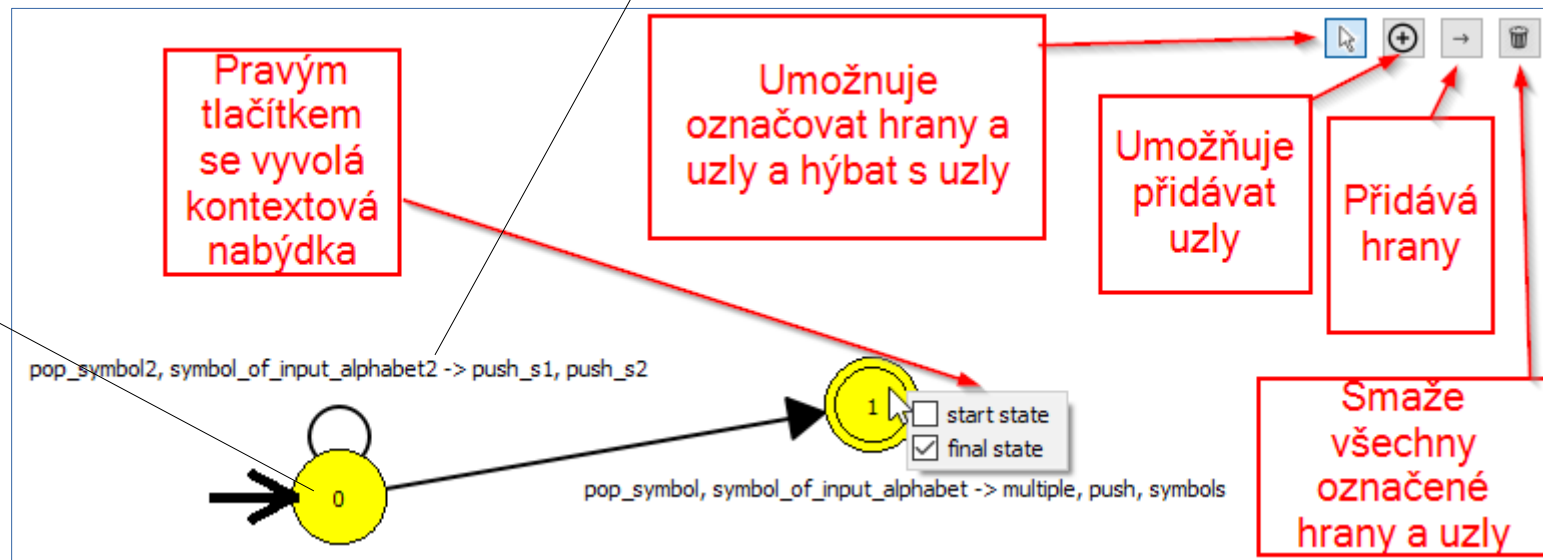 Pravým
tlačítkem
se vyvolá
kontextová
nabýdka
Umožnuje
označovat hrany a
uzly a hýbat s uzly
Umožňuje
přidávat
uzly
Přidává
hrany
Smaže
všechny
označené
hrany a uzly
pop_symbol2, symbol_of_input_alphabet2 -> push_s1, push_s2
1
start state
final state
0
pop_symbol, symbol_of_input_alphabet -> multiple, push, symbols